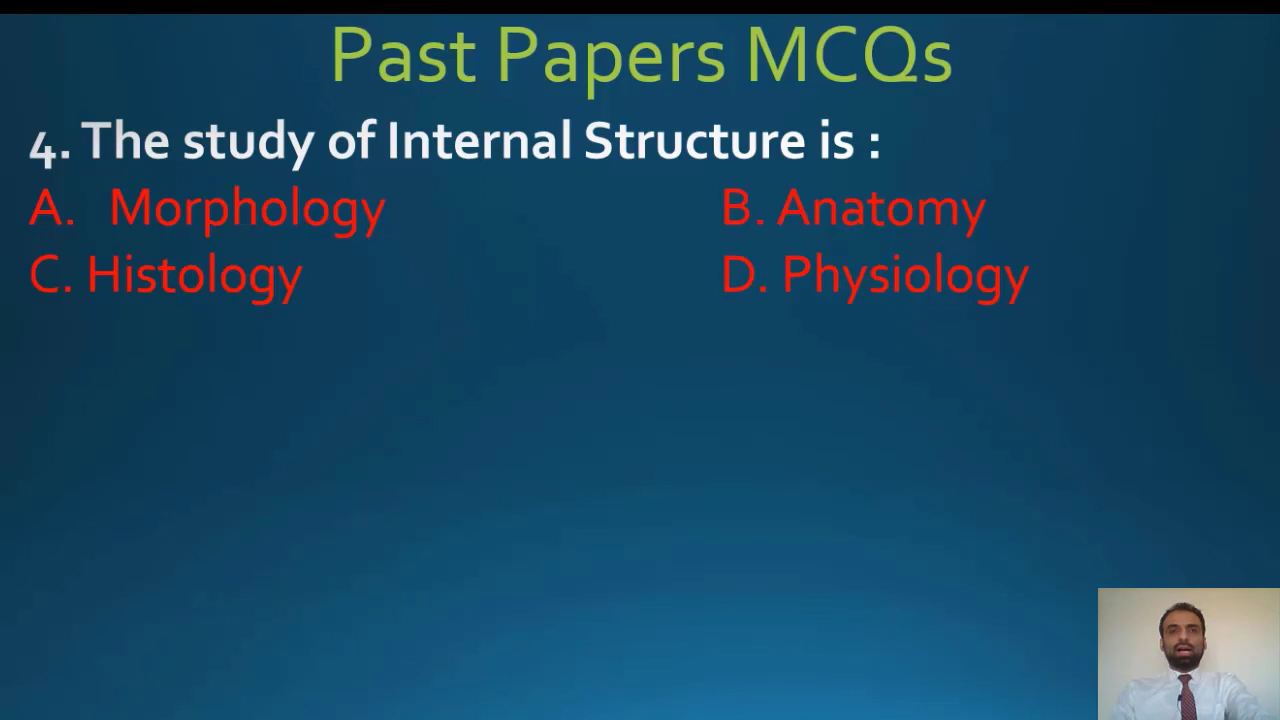 Past Papers MCQs
4. The study of Internal Structure is :
A. Morphology B. Anatomy
C. Histology D. Physiology